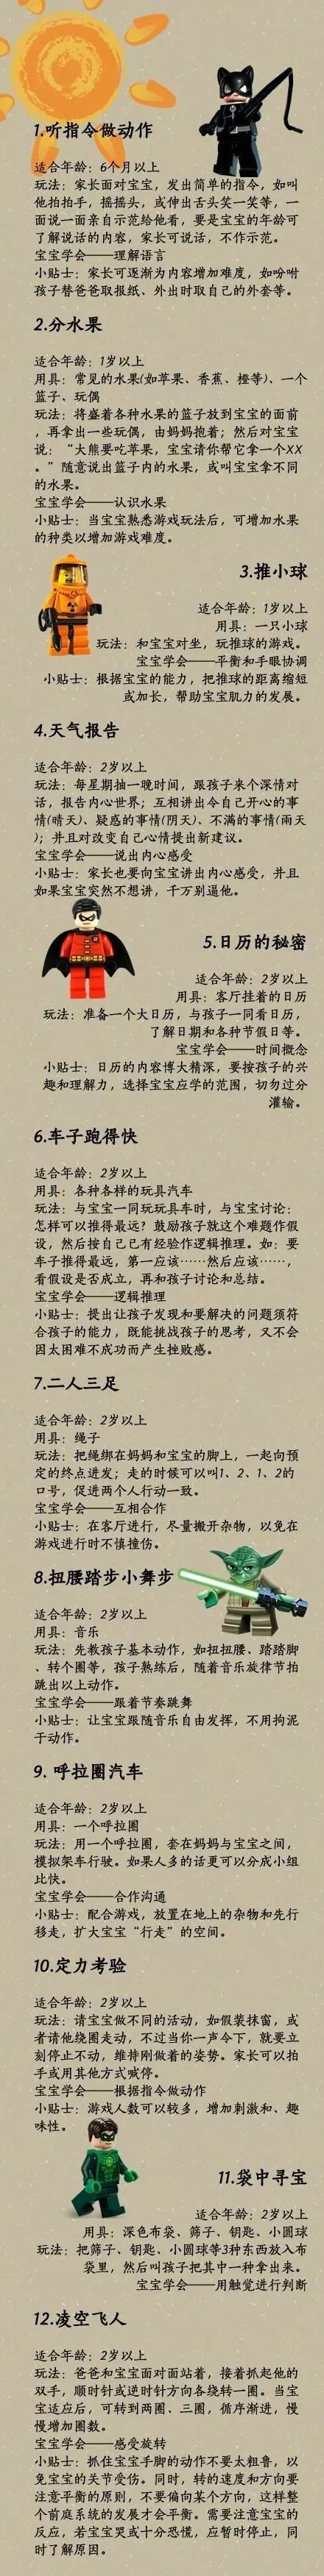 1.听指令做动作
适合年龄：6个月以上
玩法：家长面对宝宝，发出简单的指令，如叫
他拍拍手，摇摇头，或伸出舌头笑一笑等，一
面说一面亲自示范给他看，要是宝宝的年龄可
了解说话的内容，家长可说话，不作示范。
宝宝学会——理解语言
小贴士：家长可逐渐为内容增加难度，如吩咐
孩子替爸爸取报纸、外出时取自己的外套等。
2.分水果
适合年龄：1岁以上
用具：常见的水果(如苹果、香蕉、橙等)、一个
篮子、玩偶
玩法：将盛着各种水果的篮子放到宝宝的面前
，再拿出一些玩偶，由妈妈抱着；然后对宝宝
说：“大熊要吃苹果，宝宝请你帮它拿一个XX
。”随意说出篮子内的水果，或叫宝宝拿不同
的水果。
宝宝学会——认识水果
小贴士：当宝宝熟悉游戏玩法后，可增加水果
的种类以增加游戏难度。
3.推小球
适合年龄：1岁以上
用具：一只小球
玩法：和宝宝对坐，玩推球的游戏。
宝宝学会——平衡和手眼协调
小贴士：根据宝宝的能力，把推球的距离缩短
或加长，帮助宝宝肌力的发展。
4.天气报告
适合年龄：2岁以上
玩法：每星期抽一晚时间，跟孩子来个深情对
话，报告内心世界；互相讲出令自己开心的事
情(晴天)、疑惑的事情(阴天)、不满的事情(雨天
)；并且对改变自己心情提出新建议。
宝宝学会——说出内心感受
小贴士：家长也要向宝宝讲出内心感受，并且
如果宝宝突然不想讲，千万别逼他。
5.日历的秘密
适合年龄：2岁以上
用具：客厅挂着的日历
玩法：准备一个大日历，与孩子一同看日历，
了解日期和各种节假日等。
宝宝学会——时间概念
小贴士：日历的内容博大精深，要按孩子的兴
趣和理解力，选择宝宝应学的范围，切勿过分
灌输。
6.车子跑得快
适合年龄：2岁以上
用具：各种各样的玩具汽车
玩法：与宝宝一同玩玩具车时，与宝宝讨论：
怎样可以推得最远？鼓励孩子就这个难题作假
设，然后按自己已有经验作逻辑推理。如：要
车子推得最远，第一应该……然后应该……，
看假设是否成立，再和孩子讨论和总结。
宝宝学会——逻辑推理
小贴士：提出让孩子发现和要解决的问题须符
合孩子的能力，既能挑战孩子的思考，又不会
因太困难不成功而产生挫败感。
7.二人三足
适合年龄：2岁以上
用具：绳子
玩法：把绳绑在妈妈和宝宝的脚上，一起向预
定的终点进发；走的时候可以叫1、2、1、2的
口号，促进两个人行动一致。
宝宝学会——互相合作
小贴士：在客厅进行，尽量搬开杂物，以免在
游戏进行时不慎撞伤。
8.扭腰踏步小舞步
适合年龄：2岁以上
用具：音乐
玩法：先教孩子基本动作，如扭扭腰、踏踏脚
、转个圈等，孩子熟练后，随着音乐旋律节拍
跳出以上动作。
宝宝学会——跟着节奏跳舞
小贴士：让宝宝跟随音乐自由发挥，不用拘泥
于动作。
9. 呼拉圈汽车
适合年龄：2岁以上
用具：一个呼拉圈
玩法：用一个呼拉圈，套在妈妈与宝宝之间，
模拟架车行驶。如果人多的话更可以分成小组
比快。
宝宝学会——合作沟通
小贴士：配合游戏，放置在地上的杂物和先行
移走，扩大宝宝“行走”的空间。
10.定力考验
适合年龄：2岁以上
玩法：请宝宝做不同的活动，如假装抹窗，或
者请他绕圈走动，不过当你一声令下，就要立
刻停止不动，维持刚做着的姿势。家长可以拍
手或用其他方式喊停。
宝宝学会——根据指令做动作
小贴士：游戏人数可以较多，增加刺激和、趣
味性。
11.袋中寻宝
适合年龄：2岁以上
用具：深色布袋、筛子、钥匙、小圆球
玩法：把筛子、钥匙、小圆球等3种东西放入布
袋里，然后叫孩子把其中一种拿出来。
宝宝学会——用触觉进行判断
12.凌空飞人
适合年龄：2岁以上
玩法：爸爸和宝宝面对面站着，接着抓起他的
双手，顺时针或逆时针方向各绕转一圈。当宝
宝适应后，可转到两圈、三圈，循序渐进，慢
慢增加圈数。
宝宝学会——感受旋转
小贴士：抓住宝宝手脚的动作不要太粗鲁，以
免宝宝的关节受伤。同时，转的速度和方向要
注意平衡的原则，不要偏向某个方向，这样整
个前庭系统的发展才会平衡。需要注意宝宝的
反应，若宝宝哭或十分恐慌，应暂时停止，同
时了解原因。